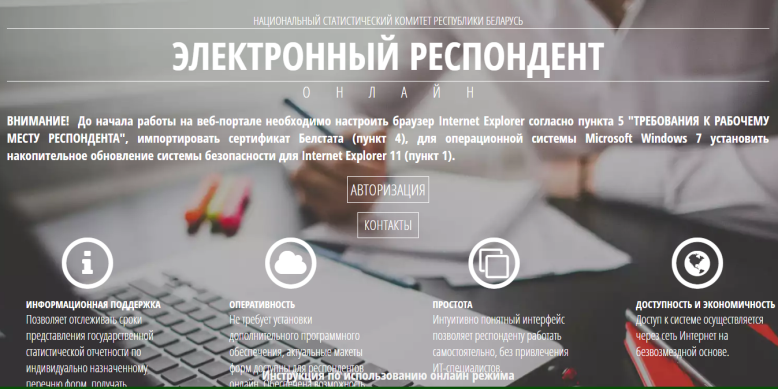 НАЦИОНАЛЬНЫЙ СТАТИСТИЧЕСКИЙ КОМИТЕТ РЕСПУБЛИКИ БЕЛАРУСЬ
ЭЛЕКТРОННЫЙ РЕСПОНДЕНТ
ОНЛАЙН
ВНИМАНИЕ! До начала работы на веб-портале необходимо настроить браузер Internet Explorer согласно пункта 5 "ТРЕБОВАНИЯ К РАБОЧЕМУ
МЕСТУ РЕСПОНДЕНТА", импортировать сертификат Белстата (пункт 4), для операционной системы Microsoft Windows 7 установить
накопительное обновление системы безопасности для Internet Explorer 11 (пункт 1).
АВТОРИЗАЦИЯ
КОНТАКТЫ
ИНФОРМАЦИОННАЯ ПОДДЕРЖКА
Позволяет отслеживать сроки
представления государственной
статистической отчетности по
индивидуально назначенному
перечню форм, получать
ОПЕРАТИВНОСТЬ
Не требует установки
дополнительного программного
обеспечения, актуальные макеты
форм доступны для респондентов
онлайн. Обеспечена возможность
ПРОСТОТА
Интуитивно понятный интерфейс
позволяет респонденту работать
самостоятельно, без привлечения
ИТ-специалистов.
ДОСТУПНОСТЬ И ЭКОНОМИЧНОСТЬ
Доступ к системе осуществляется
через сеть Интернет на
безвозмездной основе.
Инструкция по использованию онлайн режима